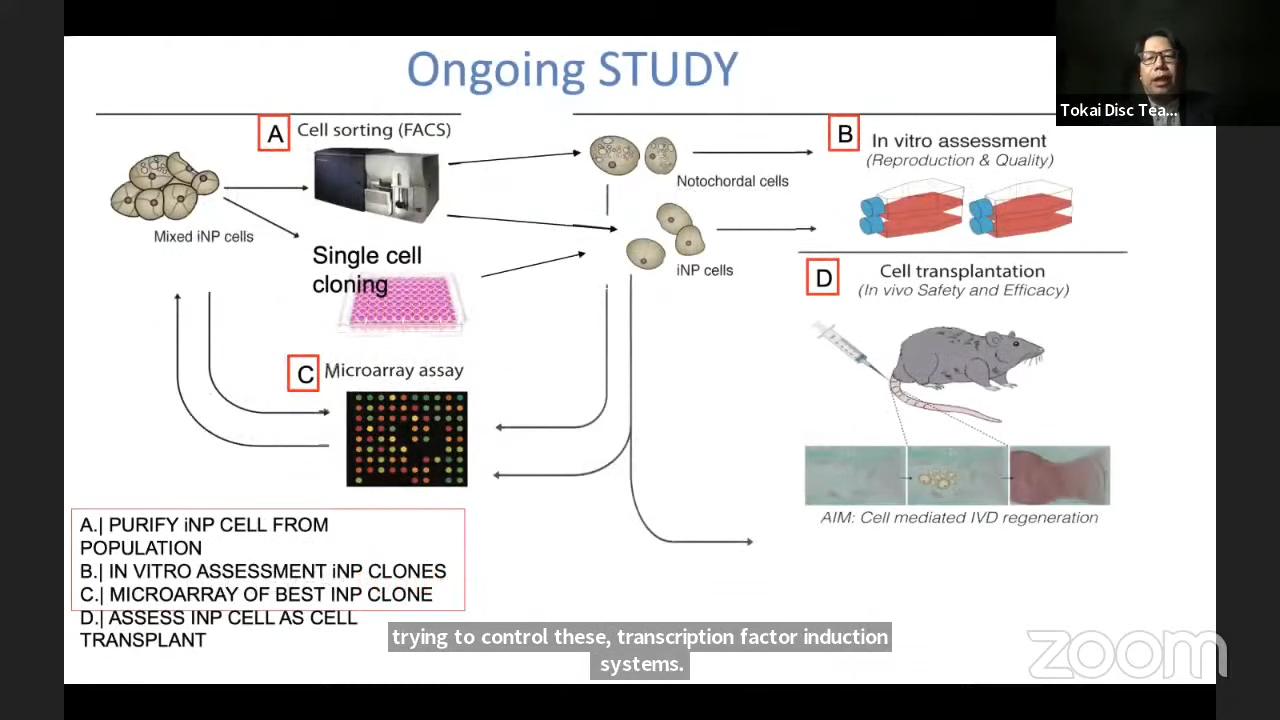 Ongoing STUDY
Tokai Disc Tea...
A
Cell sorting (FACS)
B
In vitro assessment
(Reproduction & Quality)
Notochordal cells
Mixed iNP cells
Single cell
cloning
iNP cells
D
Cell transplantation
(In vivo Safety and Efficacy)
C
Microarray assay
AIM: Cell mediated IVD regeneration
A.| PURIFY iNP CELL FROM
POPULATION
B.| IN VITRO ASSESSMENT iNP CLONES
C.| MICROARRAY OF BEST INP CLONE
D.| ASSESS INP CELL AS CELL
TRANSPLANT
trying to control these, transcription factor induction
systems.
zoom